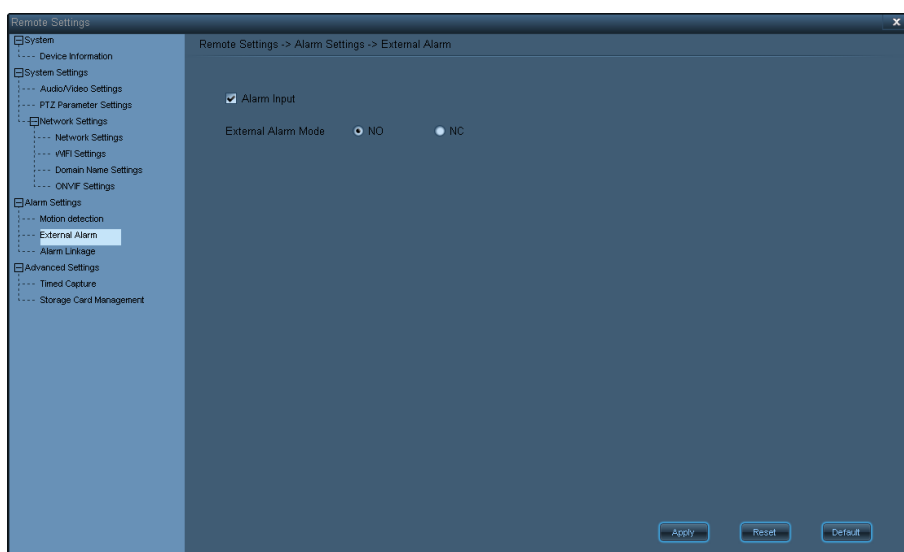 Remote Settings
System
Device Information
System Settings
Audio/Video Settings
PTZ Parameter Settings
Network Settings
Network Settings
WIFI Settings
Domain Name Settings
ONVIF Settings
Alarm Settings
Motion detection
External Alarm
Alarm Linkage
Advanced Settings
Timed Capture
Storage Card Management
Remote Settings -> Alarm Settings -> External Alarm
Alarm Input
External Alarm Mode NO NC
Apply Reset Default